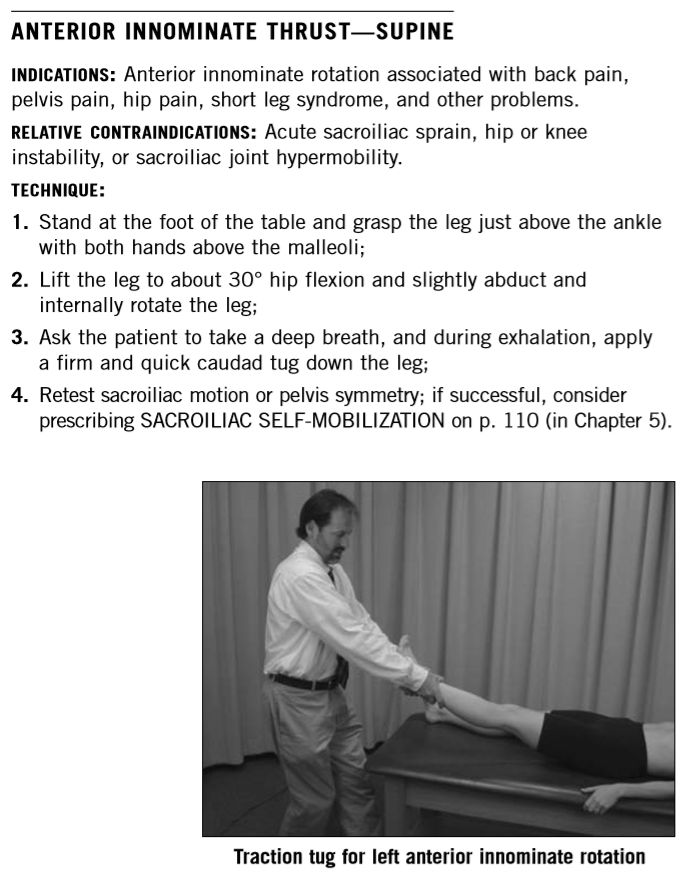 ANTERIOR INNOMINATE THRUST—SUPINE
INDICATIONS: Anterior innominate rotation associated with back pain,
pelvis pain, hip pain, short leg syndrome, and other problems.
RELATIVE CONTRAINDICATIONS: Acute sacroiliac sprain, hip or knee
instability, or sacroiliac joint hypermobility.
TECHNIQUE:
1. Stand at the foot of the table and grasp the leg just above the ankle
with both hands above the malleoli;
2. Lift the leg to about 30° hip flexion and slightly abduct and
internally rotate the leg;
3. Ask the patient to take a deep breath, and during exhalation, apply
a firm and quick caudad tug down the leg;
4. Retest sacroiliac motion or pelvis symmetry; if successful, consider
prescribing SACROILIAC SELF-MOBILIZATION on p. 110 (in Chapter 5).
Traction tug for left anterior innominate rotation